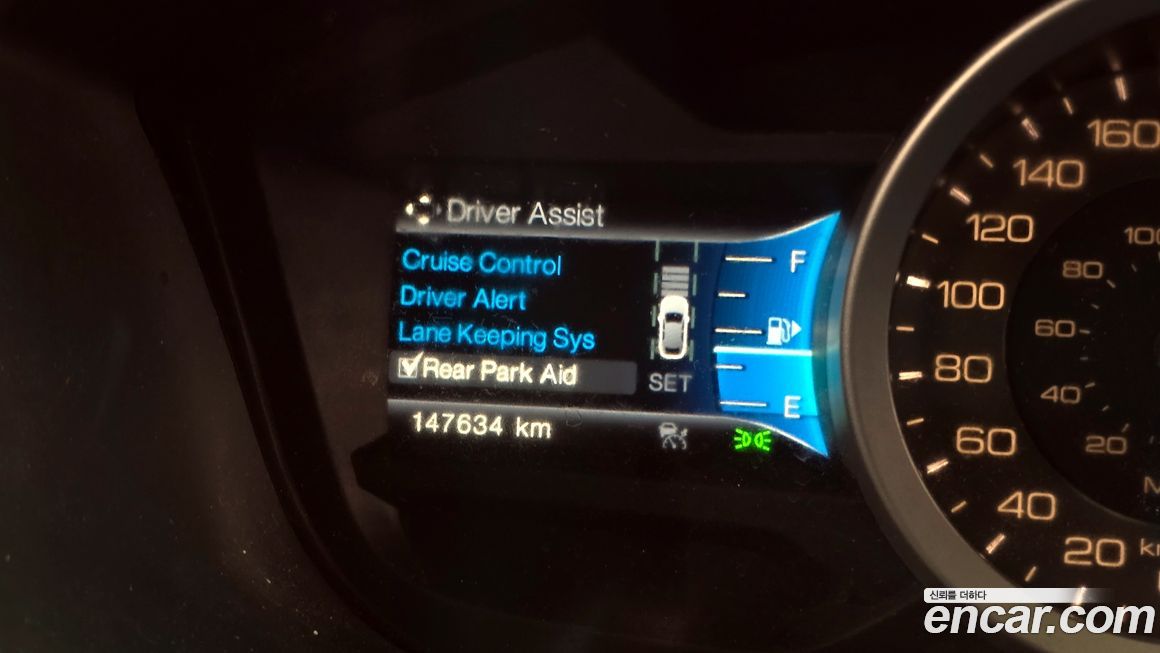 Driver Assist
Cruise Control
Driver Alert
Lane Keeping Sys
Rear Park Aid
SET
147634 km
F
E
160
140
120
100
80
60
40
20
100
80
60
40
20
신뢰를 더하다
encar.com